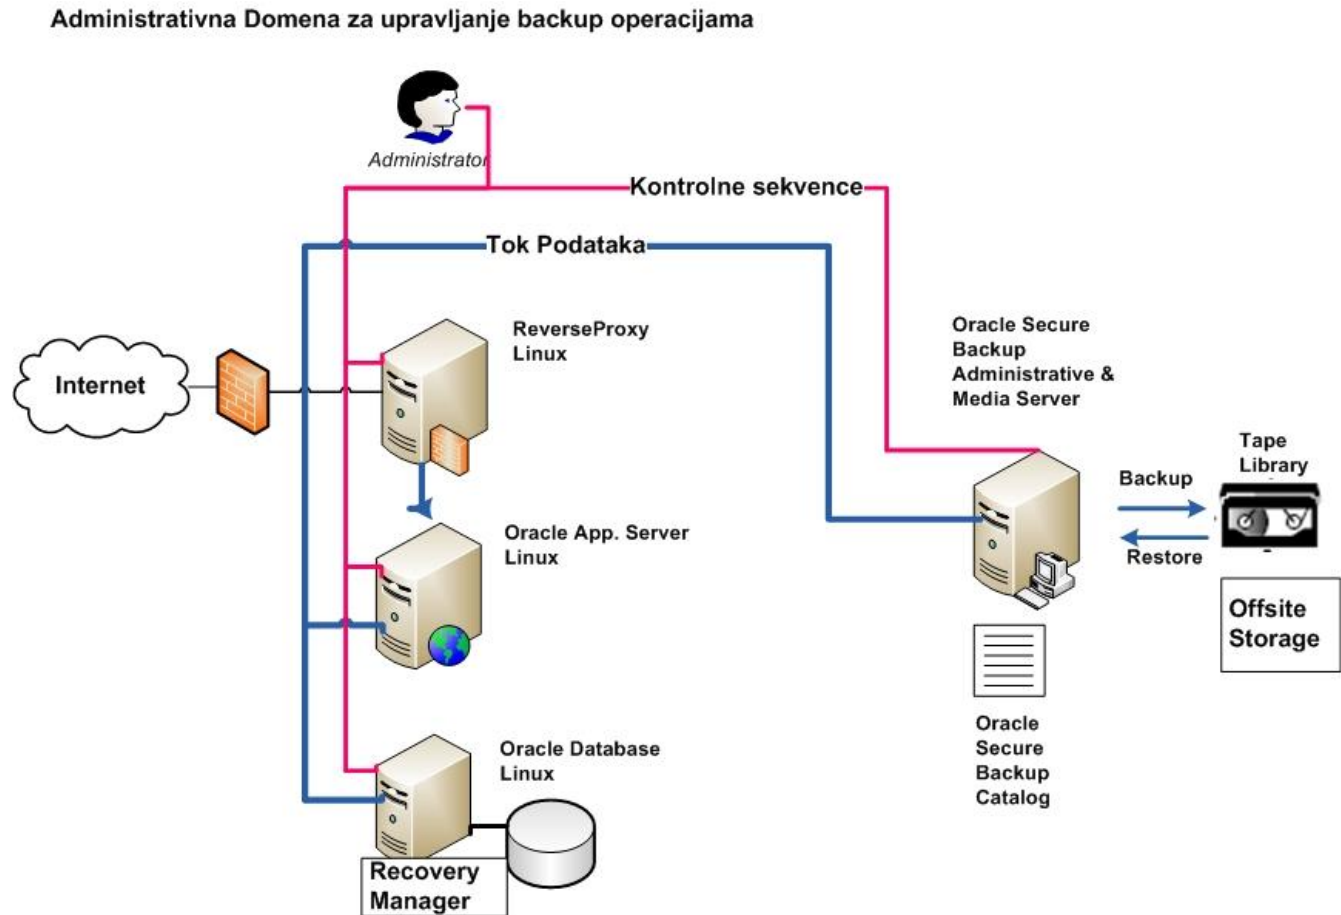 Administrativna Domena za upravljanje backup operacijama
Administrator
Kontrolne sekvence
Tok Podataka
ReverseProxy
Linux
Internet
Oracle Secure
Backup
Administrative &
Media Server
Tape
Library
Backup
Restore
Oracle App. Server
Linux
Offsite
Storage
Oracle
Secure
Backup
Catalog
Oracle Database
Linux
Recovery
Manager